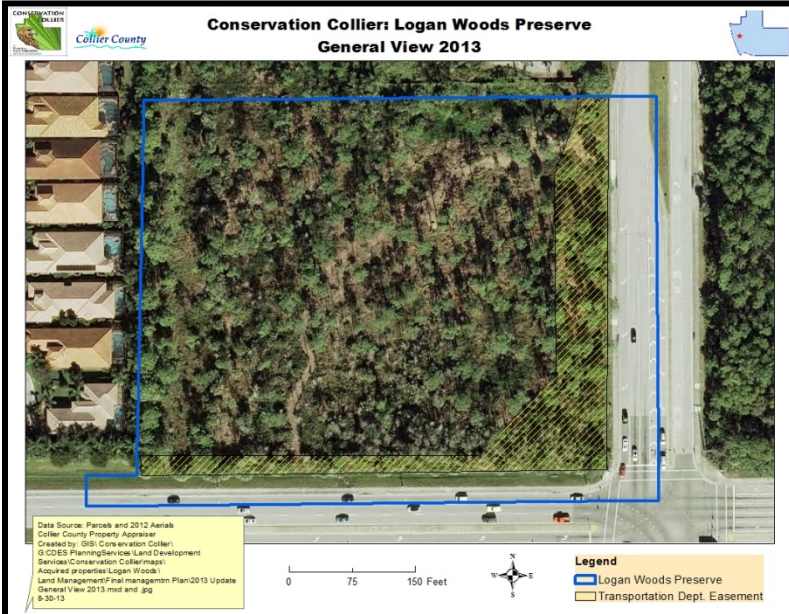 CONSERVATION
COLLIER
Collier County
Conservation Collier: Logan Woods Preserve
General View 2013
Data Source: Parcels and 2012 Aerials
Collier County Property Appraiser
Created by: GIS\ Conservation Collier\
G:CDES PlanningServices \Land Development
Services\Conservation Collier\maps\
Acquired properties\Logan Woods\
Land Management\Final managemtrn Plan\2013 Update
General View 2013.mxd and .jpg
8-30-13
0 75 150 Feet
N
W E
S
Legend
Logan Woods Preserve
Transportation Dept. Easement